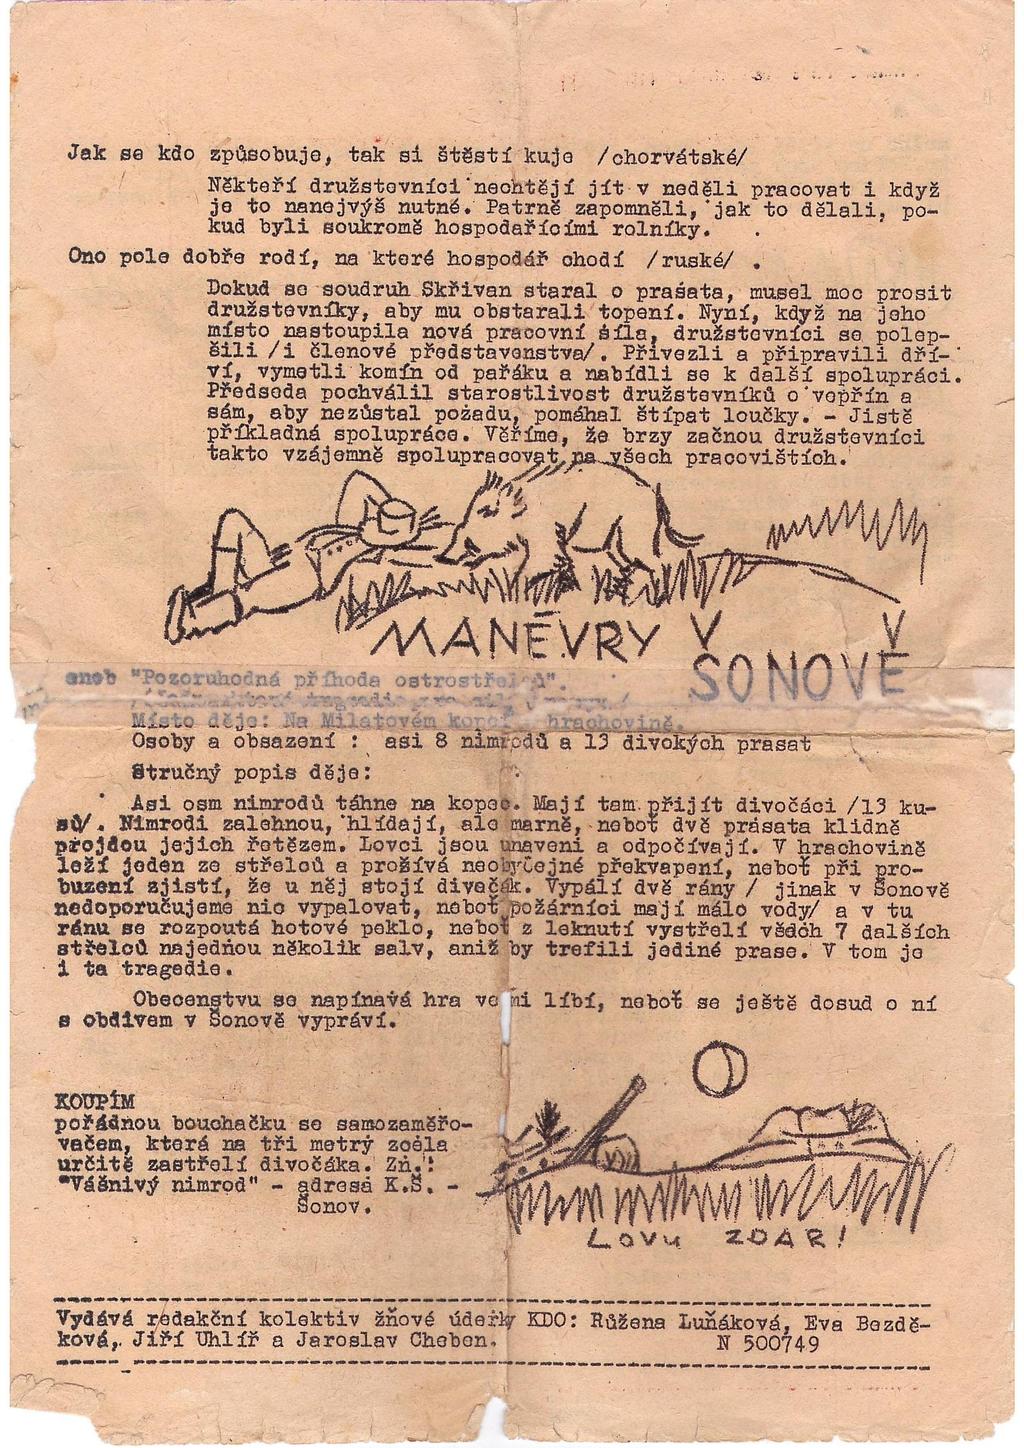 Jak se kdo způsobuje, tak si štěstí kuje /chorvátské/
Někteří družstevníci nechtějí jít v neděli pracovat i když
je to nanejvýš nutné. Patrně zapomněli, jak to dělali, po-
kud byli soukromě hospodařícími rolníky.
Ono pole dobře rodí, na které hospodář chodí /ruské/ .
Dokud se soudruh Skřivan staral o prasata, musel moc prosit
družstevníky, aby mu obstarali topení. Nyní, když na jeho
místo nastoupila nová pracovní síla, družstevníci se polep-
šili /i členové představenstva/. Přivezli a připravili dří-
ví, vymetli komín od pařáku a nabídli se k další spolupráci.
Předseda pochválil starostlivost družstevníků o vepřín a
sám, aby nezůstal pozadu, pomáhal štípat loučky. - Jistě
příkladná spolupráce. Věříme, že brzy začnou družstevníci
takto vzájemně spolupracovat na všech pracovištích.
MANÉVRY V ŠONOVĚ
aneb "Pozoruhodná příhoda ostrostřelců".
Místo děje: Na Milatovém kopci hrachovině.
Osoby a obsazení : asi 8 nimrodů a 13 divokých prasat
Stručný popis děje:
Asi osm nimrodů táhne na kopec. Mají tam přijít divočáci /13 ku-
sů/. Nimrodi zalehnou, hlídají, ale marně, neboť dvě prasata klidně
projdou jejich řetězem. Lovci jsou unaveni a odpočívají. V hrachovině
leží jeden ze střelců a prožívá neobyčejné překvapení, neboť při pro-
buzení zjistí, že u něj stojí divočák. Vypálí dvě rány / jinak v Šonově
nedoporučujeme nic vypalovat, neboť požárníci mají málo vody/ a v tu
ránu se rozpoutá hotové peklo, neboť z leknutí vystřelí všech 7 dalších
střelců najednou několik salv, aniž by trefili jediné prase. V tom je
i ta tragedie.
Obecenstvu se napínavá hra velmi líbí, neboť se ještě dosud o ní
s obdivem v Šonově vypráví.
KOUPÍM
pořádnou bouchačku se samozaměřo-
vačem, která na tři metry zcela
určitě zastřelí divočáka. Zn.:
"Vášnivý nimrod" - adresa K.Š. -
Šonov.
LOVU ZDAR!
Vydává redakční kolektiv žňové úderky KDO: Růžena Luňáková, Eva Bezdě-
ková, Jiří Uhlíř a Jaroslav Cheben.
N 500749